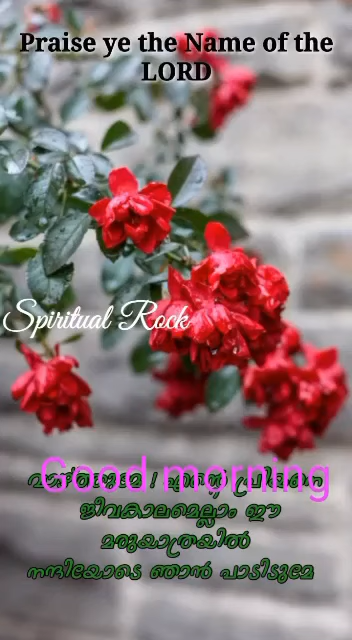 Praise ye the Name of the
LORD
Spiritual Rock
Good morning
ജീവകാലമെല്ലാം ഈ
മരുയാത്രയിൽ
നന്ദിയോടെ ഞാൻ പാടിടുമേ